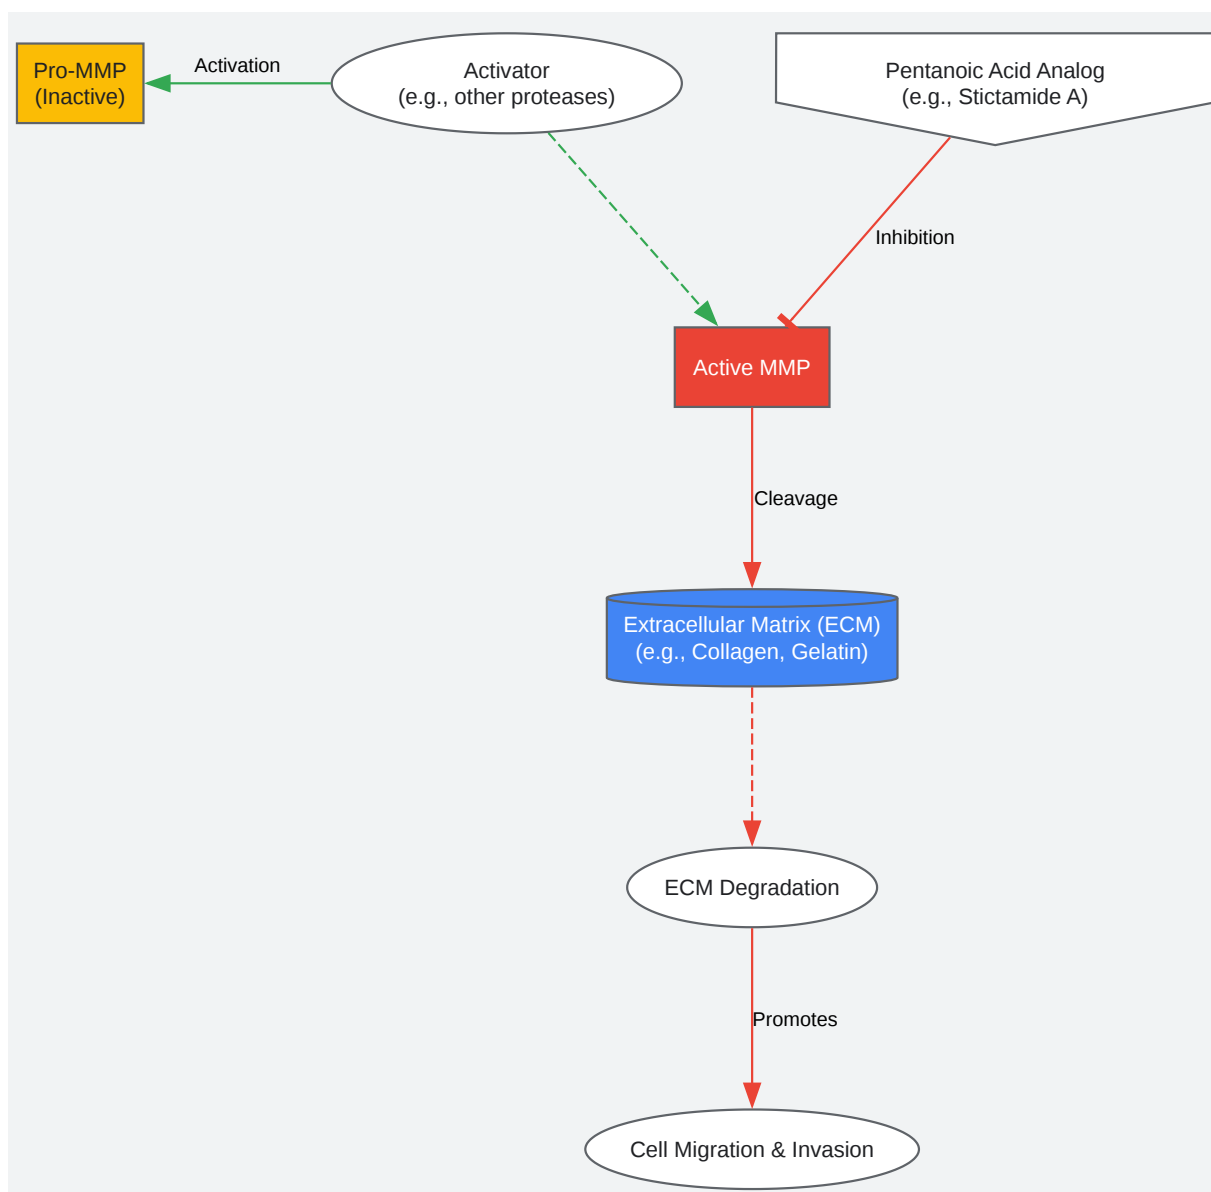 Pro-MMP
(Inactive)
Activation
Activator
(e.g., other proteases)
Pentanoic Acid Analog
(e.g., Stictamide A)
Inhibition
Active MMP
Cleavage
Extracellular Matrix (ECM)
(e.g., Collagen, Gelatin)
ECM Degradation
Promotes
Cell Migration & Invasion